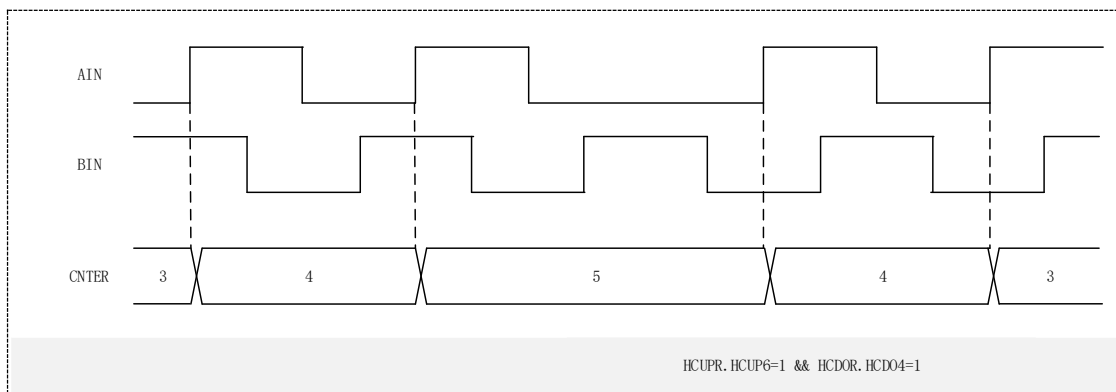 AIN
BIN
CNTER 3 4 5 4 3
HCUPR.HCUP6=1 && HCDOR.HCDO4=1